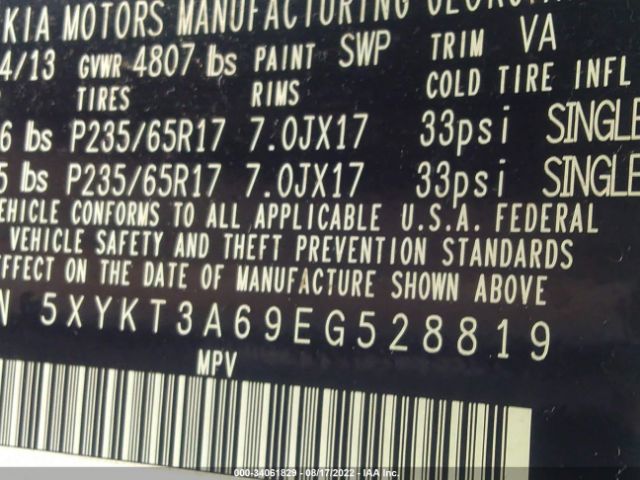 KIA MOTORS MANUFACTURING GEORGIA
4/13 GVWR 4807 lbs PAINT SWP TRIM VA
TIRES RIMS COLD TIRE INFL
6 lbs P235/65R17 7.0JX17 33psi SINGLE
5 lbs P235/65R17 7.0JX17 33psi SINGLE
EHICLE CONFORMS TO ALL APPLICABLE U.S.A. FEDERAL
VEHICLE SAFETY AND THEFT PREVENTION STANDARDS
EFFECT ON THE DATE OF MANUFACTURE SHOWN ABOVE
N 5XYKT3A69EG528819
MPV
000-34061829 - 08/17/2022 - IAA Inc.